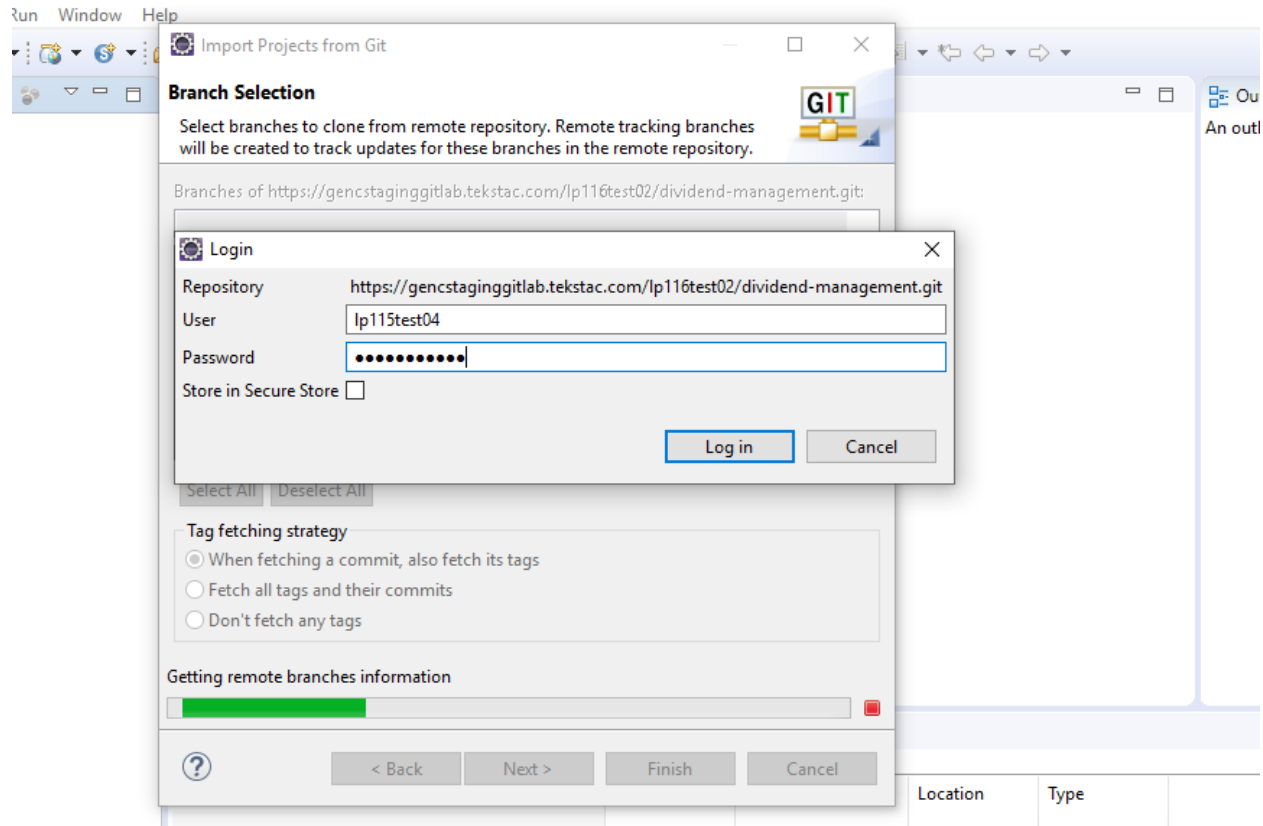 Run Window Help
Import Projects from Git
Branch Selection
GIT
Select branches to clone from remote repository. Remote tracking branches
will be created to track updates for these branches in the remote repository.
Ou
An outl
Branches of https://gencstaginggitlab.tekstac.com/lp116test02/dividend-management.git:
Login
Repository https://gencstaginggitlab.tekstac.com/lp116test02/dividend-management.git
User lp115test04
Password ●●●●●●●●●●●
Store in Secure Store
Log in Cancel
Select All Deselect All
Tag fetching strategy
When fetching a commit, also fetch its tags
Fetch all tags and their commits
Don't fetch any tags
Getting remote branches information
? < Back Next > Finish Cancel
Location Type